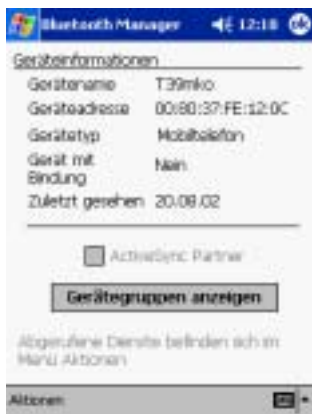 Bluetooth Manager 12:18 ok
Geräteinformationen
Gerätename T39mko
Geräteadresse 00:80:37:FE:12:0C
Gerätetyp Mobiltelefon
Gerät mit
Bindung Nein
Zuletzt gesehen 20.08.02
ActiveSync Partner
Gerätegruppen anzeigen
Abgerufene Dienste befinden sich im
Menü Aktionen
Aktionen